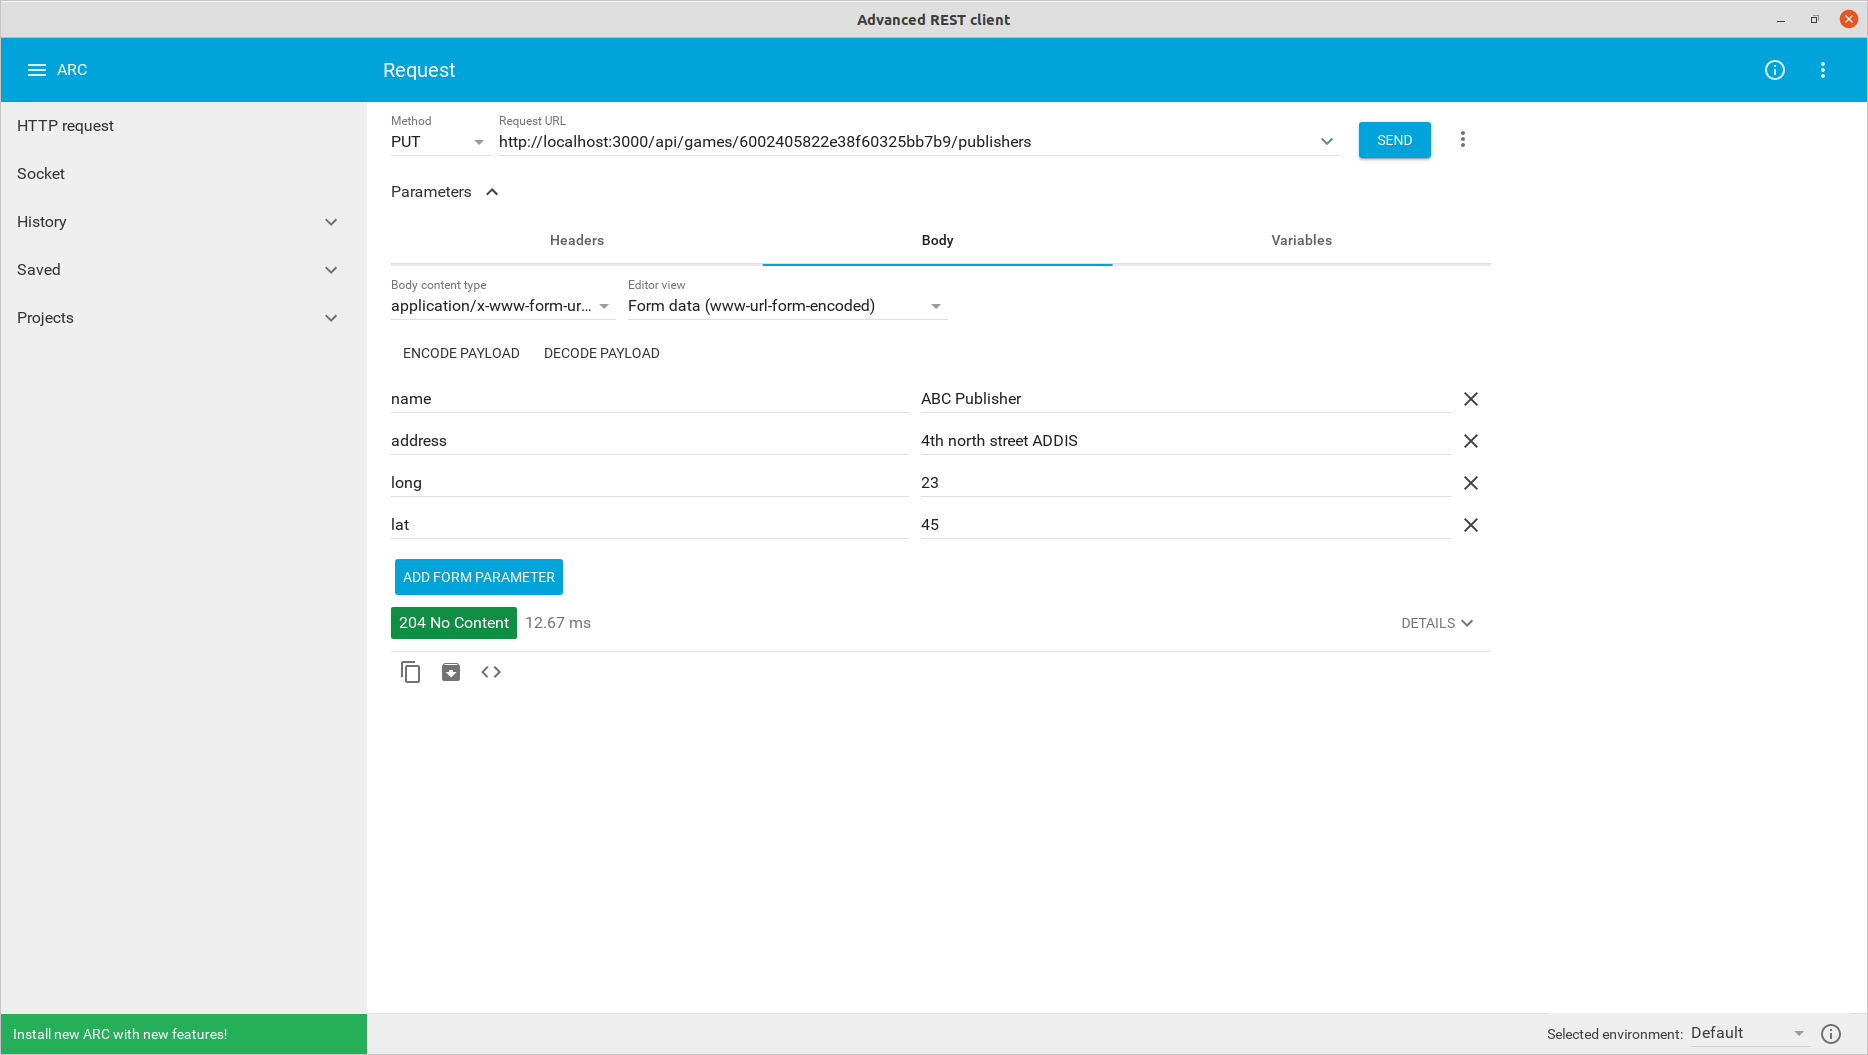 Advanced REST client
ARC
Request
HTTP request
Socket
History
Saved
Projects
Method
PUT
Request URL
http://localhost:3000/api/games/6002405822e38f60325bb7b9/publishers
SEND
Parameters
Headers
Body
Variables
Body content type
application/x-www-form-ur...
Editor view
Form data (www-url-form-encoded)
ENCODE PAYLOAD
DECODE PAYLOAD
name
ABC Publisher
address
4th north street ADDIS
long
23
lat
45
ADD FORM PARAMETER
204 No Content
12.67 ms
DETAILS
Install new ARC with new features!
Selected environment:
Default